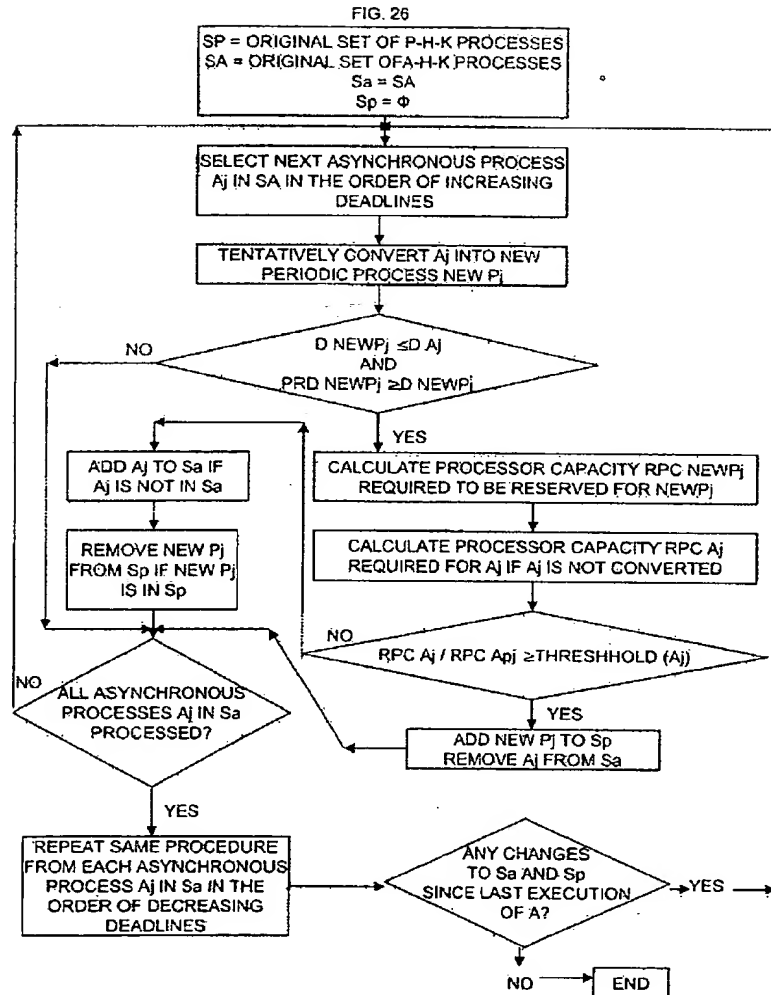 FIG. 26
SP = ORIGINAL SET OF P-H-K PROCESSES
SA = ORIGINAL SET OFA-H-K) PROCESSES
Sa = SA
Sp = Φ
SELECT NEXT ASYNCHRONOUS PROCESS
Aj IN SA IN THE ORDER OF INCREASING
DEADLINES
TENTATIVELY CONVERT Aj INTO NEW
PERIODIC PROCESS NEW Pj
D NEWPj ≤D Aj
AND
PRD NEWPj ≥D NEWPj
NO
YES
ADD Aj TO Sa IF
Aj IS NOT IN Sa
CALCULATE PROCESSOR CAPACITY RPC NEWPj
REQUIRED TO BE RESERVED FOR NEWPj
REMOVE NEW Pj
FROM Sp IF NEW Pj
IS IN Sp
CALCULATE PROCESSOR CAPACITY RPC Aj
REQUIRED FOR Aj IF Aj IS NOT CONVERTED
NO
RPC Aj / RPC Apj ≥THRESHHOLD (Aj)
YES
NO
ALL ASYNCHRONOUS
PROCESSES Aj IN Sa
PROCESSED?
ADD NEW Pj TO Sp
REMOVE Aj FROM Sa
YES
REPEAT SAME PROCEDURE
FROM EACH ASYNCHRONOUS
PROCESS Aj IN Sa IN THE
ORDER OF DECREASING
DEADLINES
ANY CHANGES
TO Sa AND Sp
SINCE LAST EXECUTION
OF A?
YES
NO
END